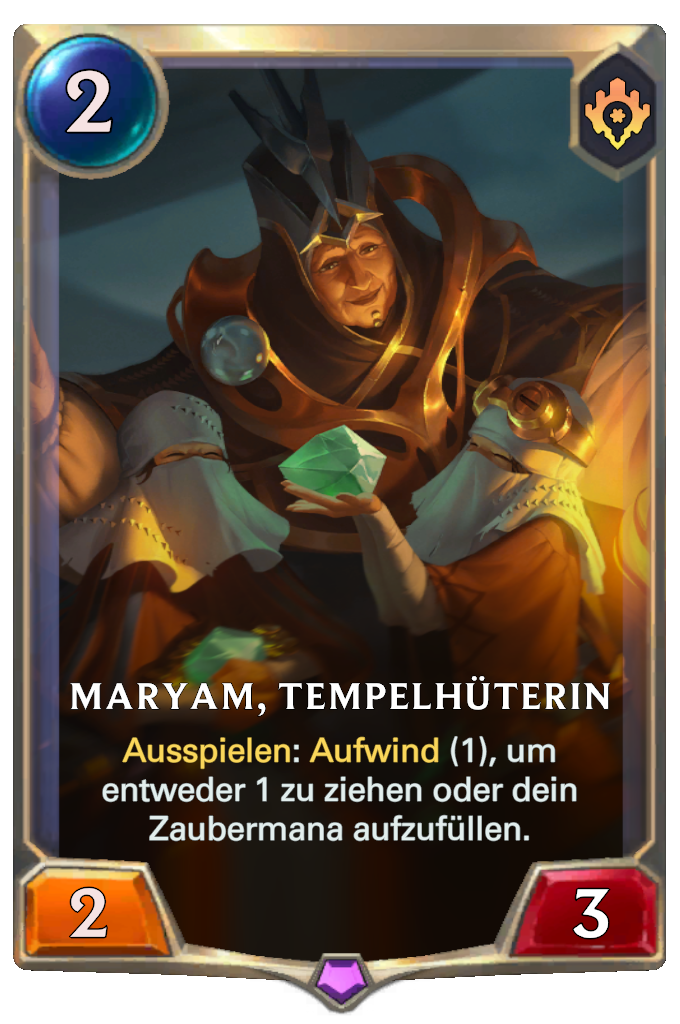 2
MARYAM, TEMPELHÜTERIN
Ausspielen: Aufwind (1), um
entweder 1 zu ziehen oder dein
Zaubermana aufzufüllen.
2
3